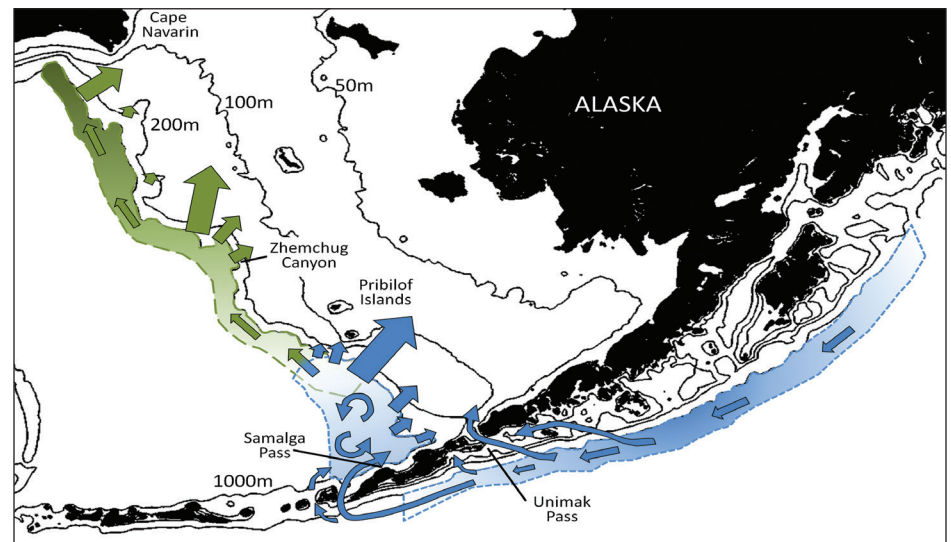 Cape
Navarin
50m
100m
ALASKA
200m
Zhemchug
Canyon
Pribilof
Islands
Samalga
Pass
1000m
Unimak
Pass